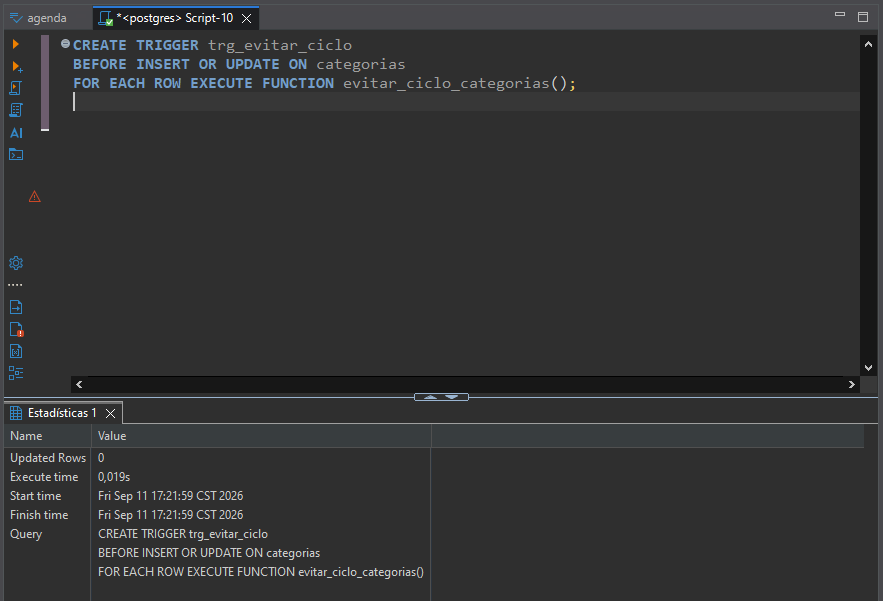 agenda
*<postgres> Script-10
CREATE TRIGGER trg_evitar_ciclo
BEFORE INSERT OR UPDATE ON categorias
FOR EACH ROW EXECUTE FUNCTION evitar_ciclo_categorias();
AI
Estadísticas 1
Name Value
Updated Rows 0
Execute time 0,019s
Start time Fri Sep 11 17:21:59 CST 2026
Finish time Fri Sep 11 17:21:59 CST 2026
Query CREATE TRIGGER trg_evitar_ciclo
BEFORE INSERT OR UPDATE ON categorias
FOR EACH ROW EXECUTE FUNCTION evitar_ciclo_categorias()